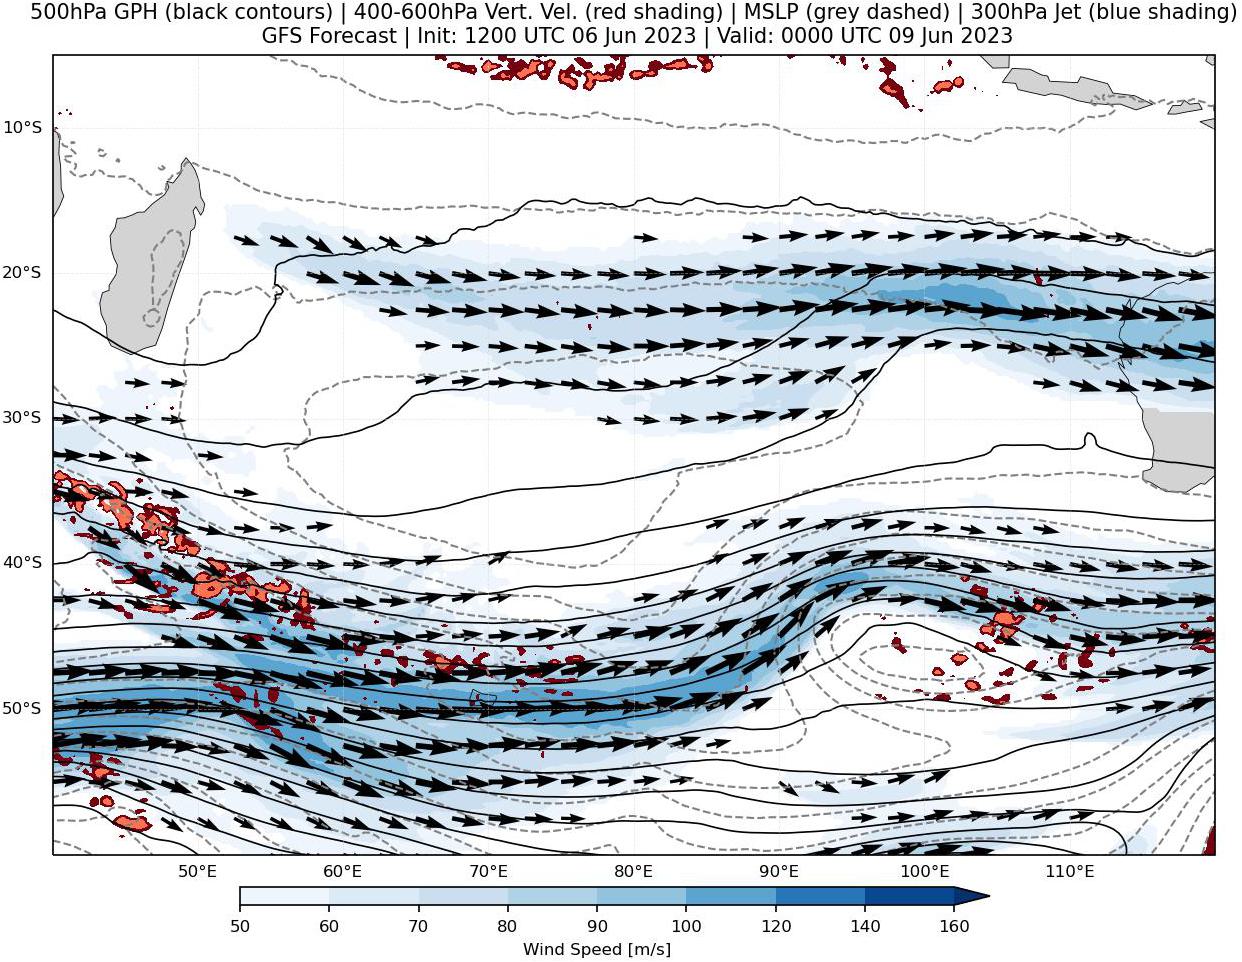 500hPa GPH (black contours) | 400-600hPa Vert. Vel. (red shading) | MSLP (grey dashed) | 300hPa Jet (blue shading)
GFS Forecast | Init: 1200 UTC 06 Jun 2023 | Valid: 0000 UTC 09 Jun 2023
10°S
20°S
30°S
40°S
50°S
50°E 60°E 70°E 80°E 90°E 100°E 110°E
50 60 70 80 90 100 120 140 160
Wind Speed [m/s]